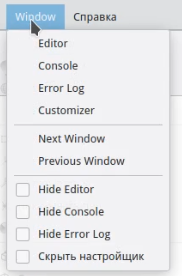 Window Справка
Editor
Console
Error Log
Customizer
Next Window
Previous Window
Hide Editor
Hide Console
Hide Error Log
Скрыть настройщик